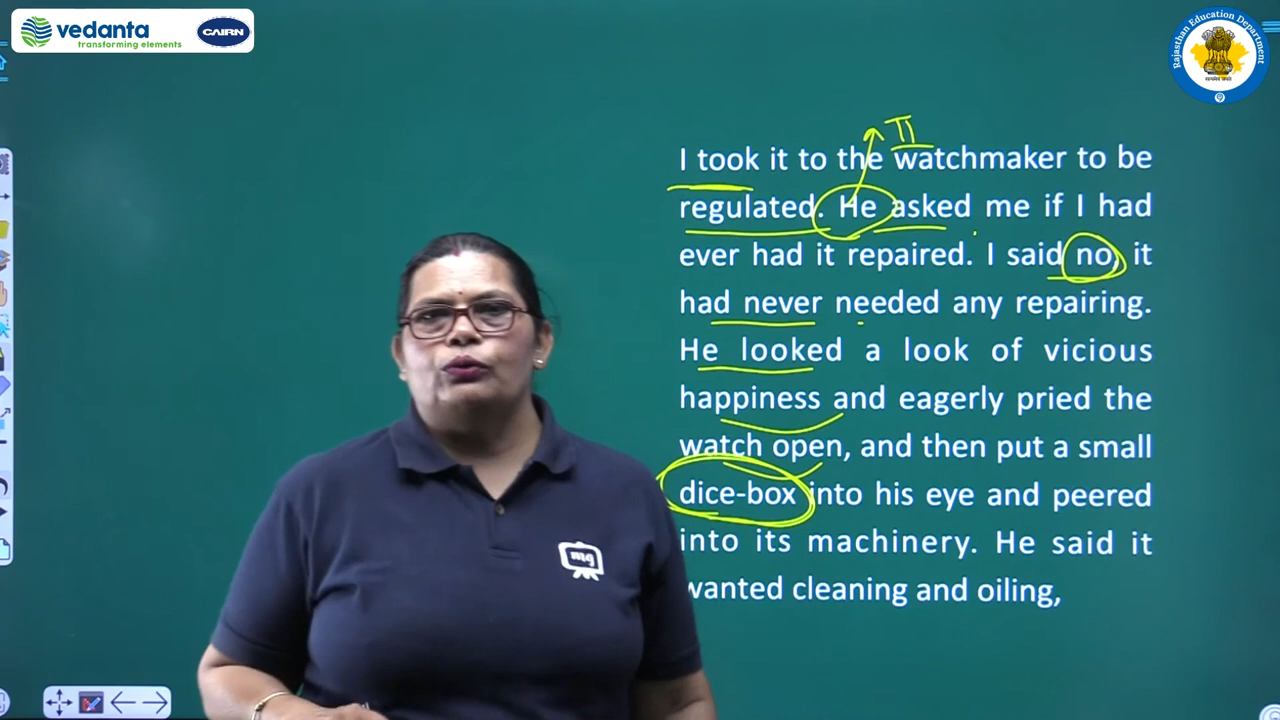 vedanta
transforming elements
CAIRN
Rajasthan Education Department
II
I took it to the watchmaker to be
regulated. He asked me if I had
ever had it repaired. I said no, it
had never needed any repairing.
He looked a look of vicious
happiness and eagerly pried the
watch open, and then put a small
dice-box into his eye and peered
into its machinery. He said it
wanted cleaning and oiling,